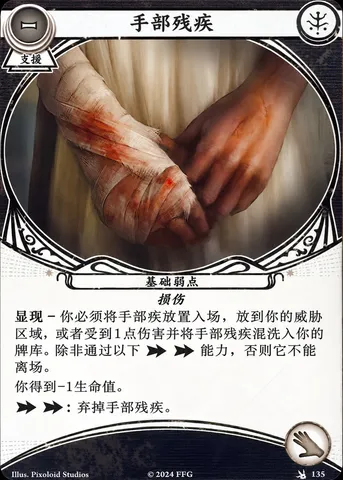 手部残疾
支援
基础弱点
损伤
显现－你必须将手部疾放置入场，放到你的威胁
区域，或者受到1点伤害并将手部残疾混洗入你的
牌库。除非通过以下 能力，否则它不能
离场。
你得到-1生命值。
：弃掉手部残疾。
Illus. Pixoloid Studios
© 2024 FFG
135